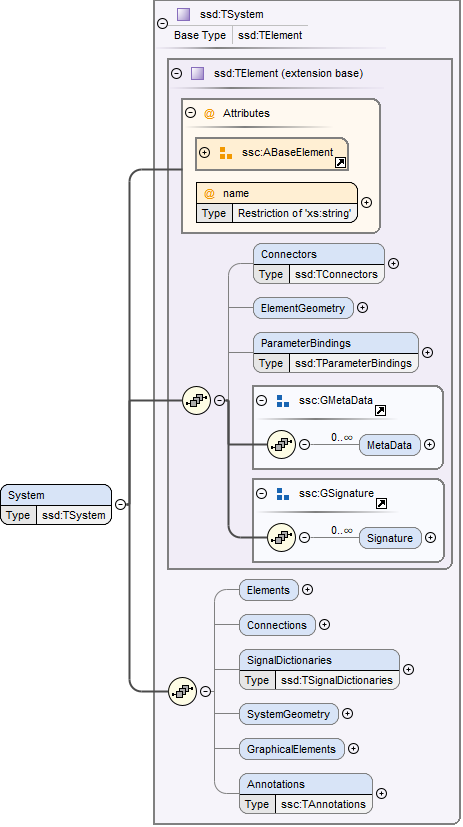 ssd:TSystem
Base Type ssd:TElement
ssd:TElement (extension base)
@ Attributes
ssc:ABaseElement
@ name
Type Restriction of 'xs:string'
Connectors
Type ssd:TConnectors
ElementGeometry
ParameterBindings
Type ssd:TParameterBindings
ssc:GMetaData
0..∞
MetaData
ssc:GSignature
0..∞
Signature
System
Type ssd:TSystem
Elements
Connections
SignalDictionaries
Type ssd:TSignalDictionaries
SystemGeometry
GraphicalElements
Annotations
Type ssc:TAnnotations